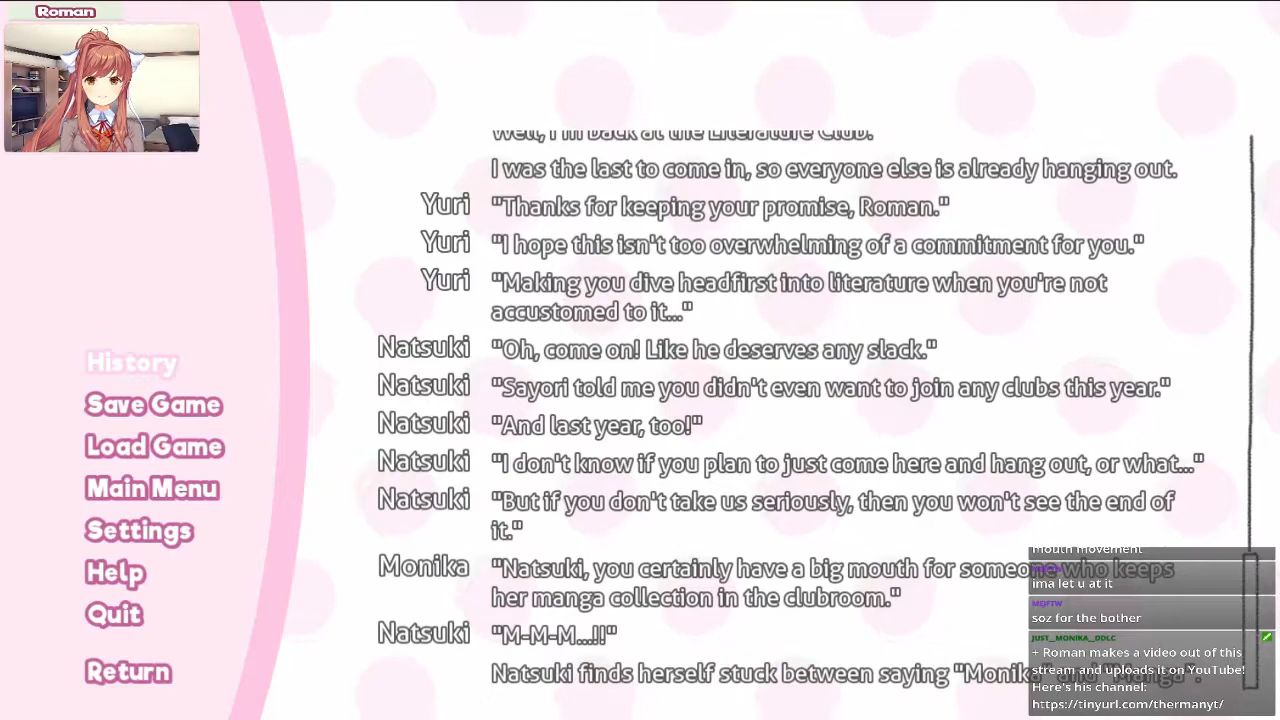 Roman
Well, I'm back at the Literature Club.
I was the last to come in, so everyone else is already hanging out.
Yuri "Thanks for keeping your promise, Roman."
Yuri "I hope this isn't too overwhelming of a commitment for you."
Yuri "Making you dive headfirst into literature when you're not
accustomed to it..."
Natsuki "Oh, come on! Like he deserves any slack."
Natsuki "Sayori told me you didn't even want to join any clubs this year."
Natsuki "And last year, too!"
Natsuki "I don't know if you plan to just come here and hang out, or what..."
Natsuki "But if you don't take us seriously, then you won't see the end of
it."
Monika "Natsuki, you certainly have a big mouth for someone who keeps
her manga collection in the clubroom."
Natsuki "M-M-M...!!"
Natsuki finds herself stuck between saying "Monika" and "Manga".
History
Save Game
Load Game
Main Menu
Settings
Help
Quit
Return
mouth movement
ima let u at it
soz for the bother
JUST__MONIKA__DDLC
+ Roman makes a video out of this
stream and uploads it on YouTube!
Here's his channel:
https://tinyurl.com/thermanyt/